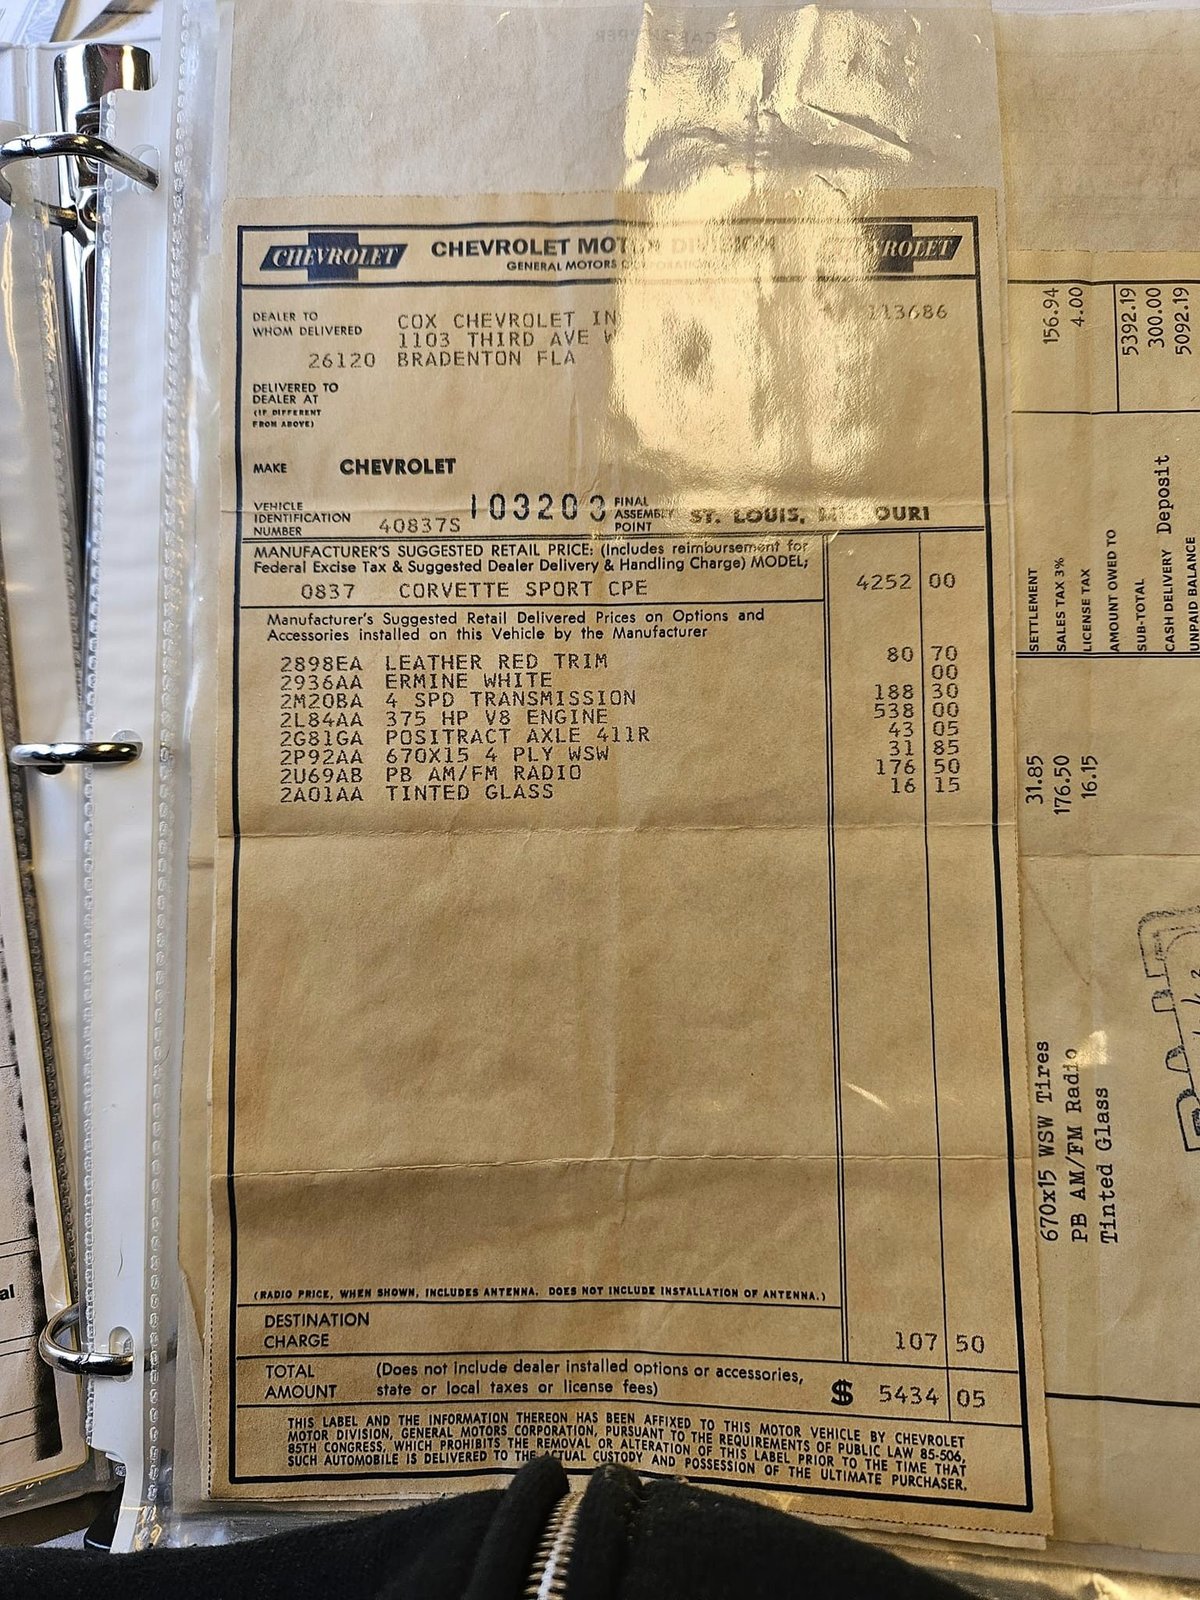 CHEVROLET CHEVROLET MOTOR DIVISION CHEVROLET
GENERAL MOTORS CORPORATION
DEALER TO
WHOM DELIVERED
COX CHEVROLET IN
113686
1103 THIRD AVE W
26120 BRADENTON FLA
DELIVERED TO
DEALER AT
(IF DIFFERENT
FROM ABOVE)
MAKE CHEVROLET
VEHICLE
IDENTIFICATION
NUMBER
40837S 103203
FINAL
ASSEMBLY
POINT
ST. LOUIS, MISSOURI
MANUFACTURER'S SUGGESTED RETAIL PRICE: (Includes reimbursement for
Federal Excise Tax & Suggested Dealer Delivery & Handling Charge) MODEL;
0837 CORVETTE SPORT CPE 4252 00
Manufacturer's Suggested Retail Delivered Prices on Options and
Accessories installed on this Vehicle by the Manufacturer
2898EA LEATHER RED TRIM 80 70
2936AA ERMINE WHITE 00
2M20BA 4 SPD TRANSMISSION 188 30
2L84AA 375 HP V8 ENGINE 538 00
2G81GA POSITRACT AXLE 411R 43 05
2P92AA 670X15 4 PLY WSW 31 85
2U69AB PB AM/FM RADIO 176 50
2A01AA TINTED GLASS 16 15
(RADIO PRICE, WHEN SHOWN, INCLUDES ANTENNA. DOES NOT INCLUDE INSTALLATION OF ANTENNA.)
DESTINATION
CHARGE 107 50
TOTAL
AMOUNT
(Does not include dealer installed options or accessories,
state or local taxes or license fees) $ 5434 05
THIS LABEL AND THE INFORMATION THEREON HAS BEEN AFFIXED TO THIS MOTOR VEHICLE BY CHEVROLET
MOTOR DIVISION, GENERAL MOTORS CORPORATION, PURSUANT TO THE REQUIREMENTS OF PUBLIC LAW 85-506,
85TH CONGRESS, WHICH PROHIBITS THE REMOVAL OR ALTERATION OF THIS LABEL PRIOR TO THE TIME THAT
SUCH AUTOMOBILE IS DELIVERED TO THE ACTUAL CUSTODY AND POSSESSION OF THE ULTIMATE PURCHASER.
670x15 WSW Tires 31.85
PB AM/FM Radio 176.50
Tinted Glass 16.15
SETTLEMENT
SALES TAX 3% 156.94
LICENSE TAX 4.00
AMOUNT OWED TO
SUB-TOTAL 5392.19
CASH DELIVERY Deposit 300.00
UNPAID BALANCE 5092.19
al